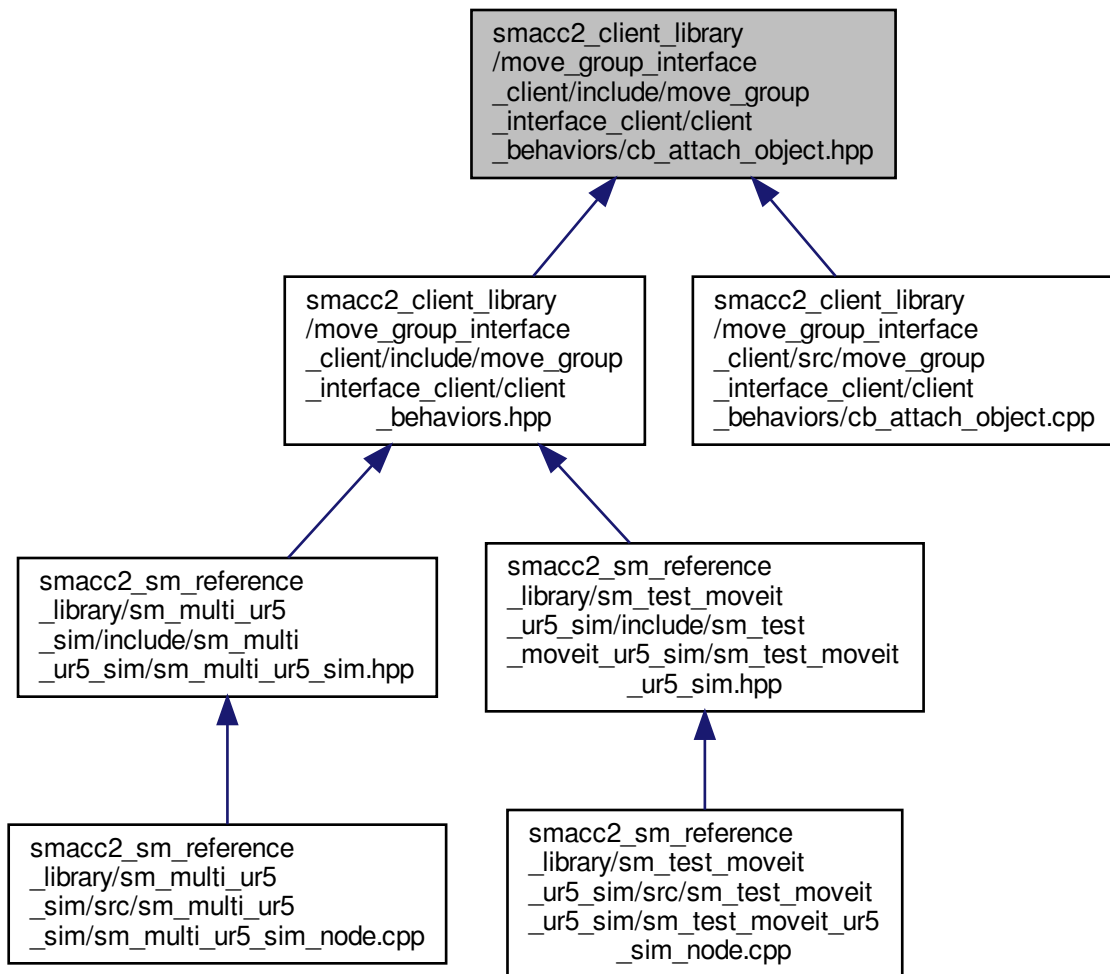 smacc2_client_library
/move_group_interface
_client/include/move_group
_interface_client/client
_behaviors/cb_attach_object.hpp
smacc2_client_library
/move_group_interface
_client/include/move_group
_interface_client/client
_behaviors.hpp
smacc2_client_library
/move_group_interface
_client/src/move_group
_interface_client/client
_behaviors/cb_attach_object.cpp
smacc2_sm_reference
_library/sm_multi_ur5
_sim/include/sm_multi
_ur5_sim/sm_multi_ur5_sim.hpp
smacc2_sm_reference
_library/sm_test_moveit
_ur5_sim/include/sm_test
_moveit_ur5_sim/sm_test_moveit
_ur5_sim.hpp
smacc2_sm_reference
_library/sm_multi_ur5
_sim/src/sm_multi_ur5
_sim/sm_multi_ur5_sim_node.cpp
smacc2_sm_reference
_library/sm_test_moveit
_ur5_sim/src/sm_test_moveit
_ur5_sim/sm_test_moveit_ur5
_sim_node.cpp